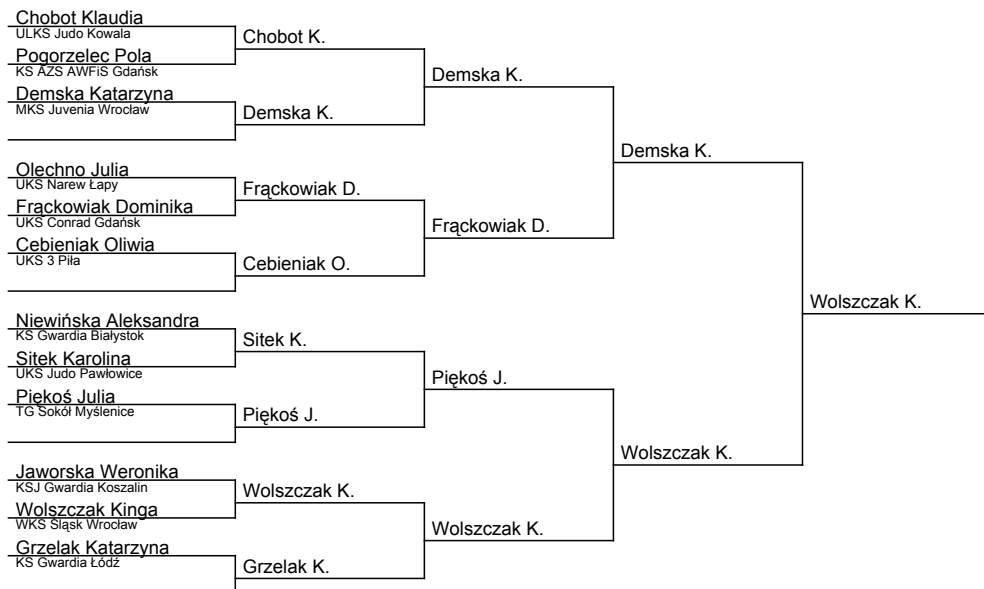 Chobot Klaudia
ULKS Judo Kowala
Chobot K.
Pogorzelec Pola
KS AZS AWFiS Gdańsk
Demska K.
Demska Katarzyna
MKS Juvenia Wrocław
Demska K.
Demska K.
Olechno Julia
UKS Narew Łapy
Frąckowiak D.
Frąckowiak Dominika
UKS Conrad Gdańsk
Frąckowiak D.
Cebieniak Oliwia
UKS 3 Piła
Cebieniak O.
Wolszczak K.
Niewińska Aleksandra
KS Gwardia Białystok
Sitek K.
Sitek Karolina
UKS Judo Pawłowice
Piękoś J.
Piękoś Julia
TG Sokół Myślenice
Piękoś J.
Wolszczak K.
Jaworska Weronika
KSJ Gwardia Koszalin
Wolszczak K.
Wolszczak Kinga
WKS Śląsk Wrocław
Wolszczak K.
Grzelak Katarzyna
KS Gwardia Łódź
Grzelak K.